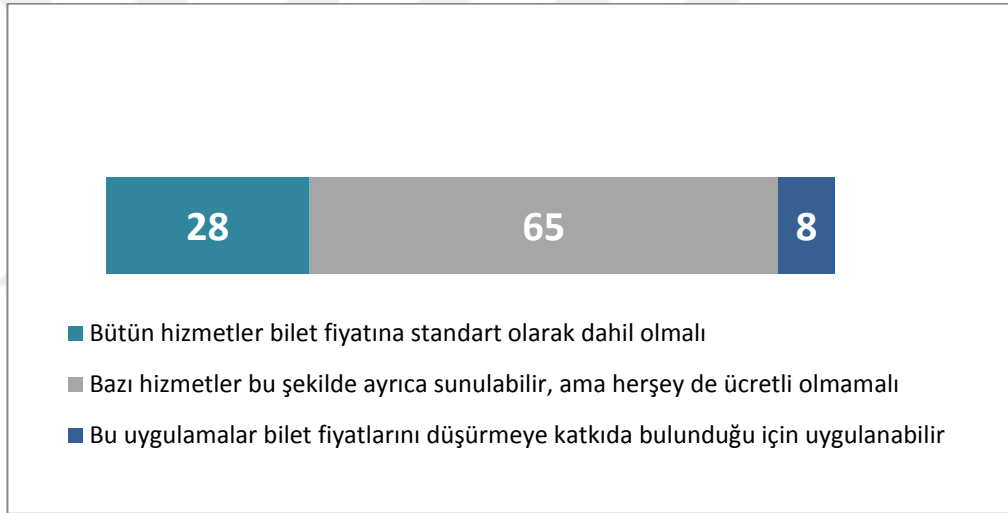 28 65 8
Bütün hizmetler bilet fiyatına standart olarak dahil olmalı
Bazı hizmetler bu şekilde ayrıca sunulabilir, ama herşey de ücretli olmamalı
Bu uygulamalar bilet fiyatlarını düşürmeye katkıda bulunduğu için uygulanabilir